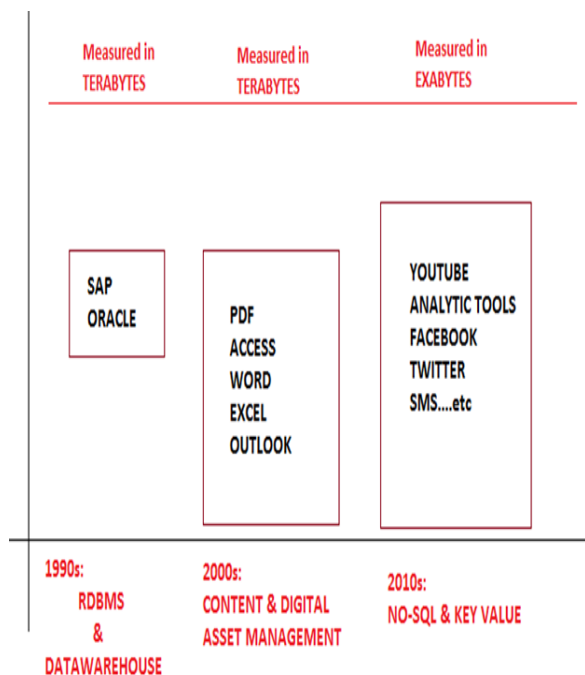 Measured in
TERABYTES
Measured in
TERABYTES
Measured in
EXABYTES
SAP
ORACLE
PDF
ACCESS
WORD
EXCEL
OUTLOOK
YOUTUBE
ANALYTIC TOOLS
FACEBOOK
TWITTER
SMS....etc
1990s:
RDBMS
&
DATAWAREHOUSE
2000s:
CONTENT & DIGITAL
ASSET MANAGEMENT
2010s:
NO-SQL & KEY VALUE